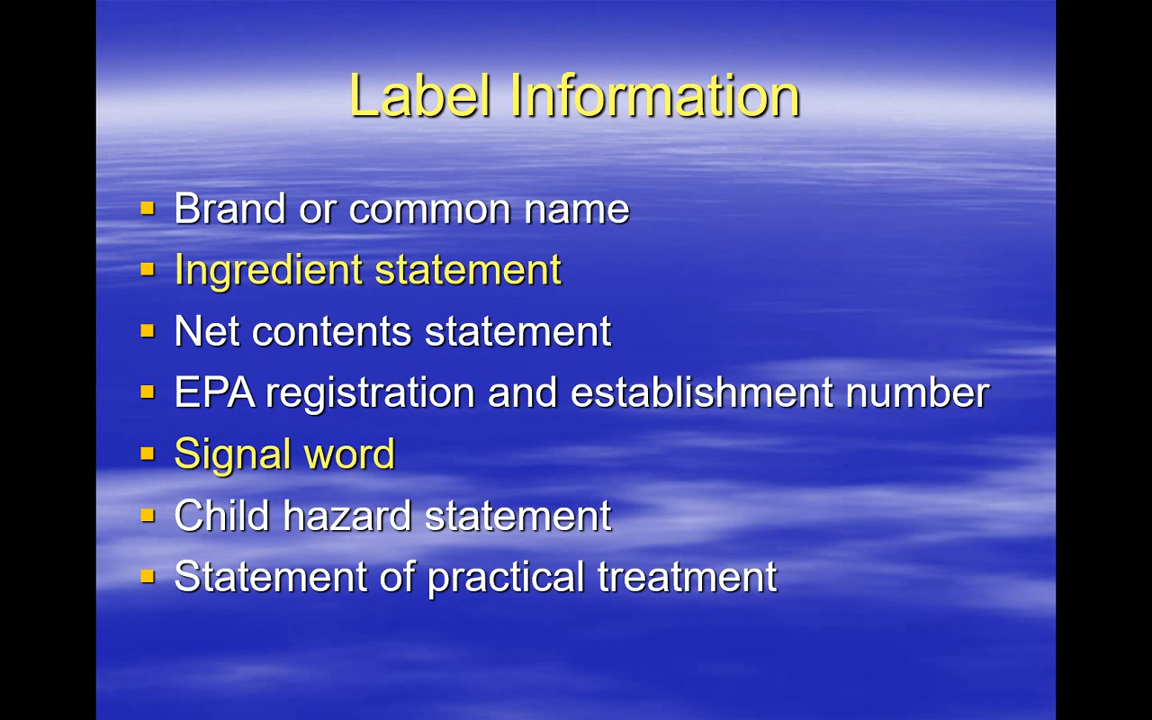 Label Information
Brand or common name
Ingredient statement
Net contents statement
EPA registration and establishment number
Signal word
Child hazard statement
Statement of practical treatment